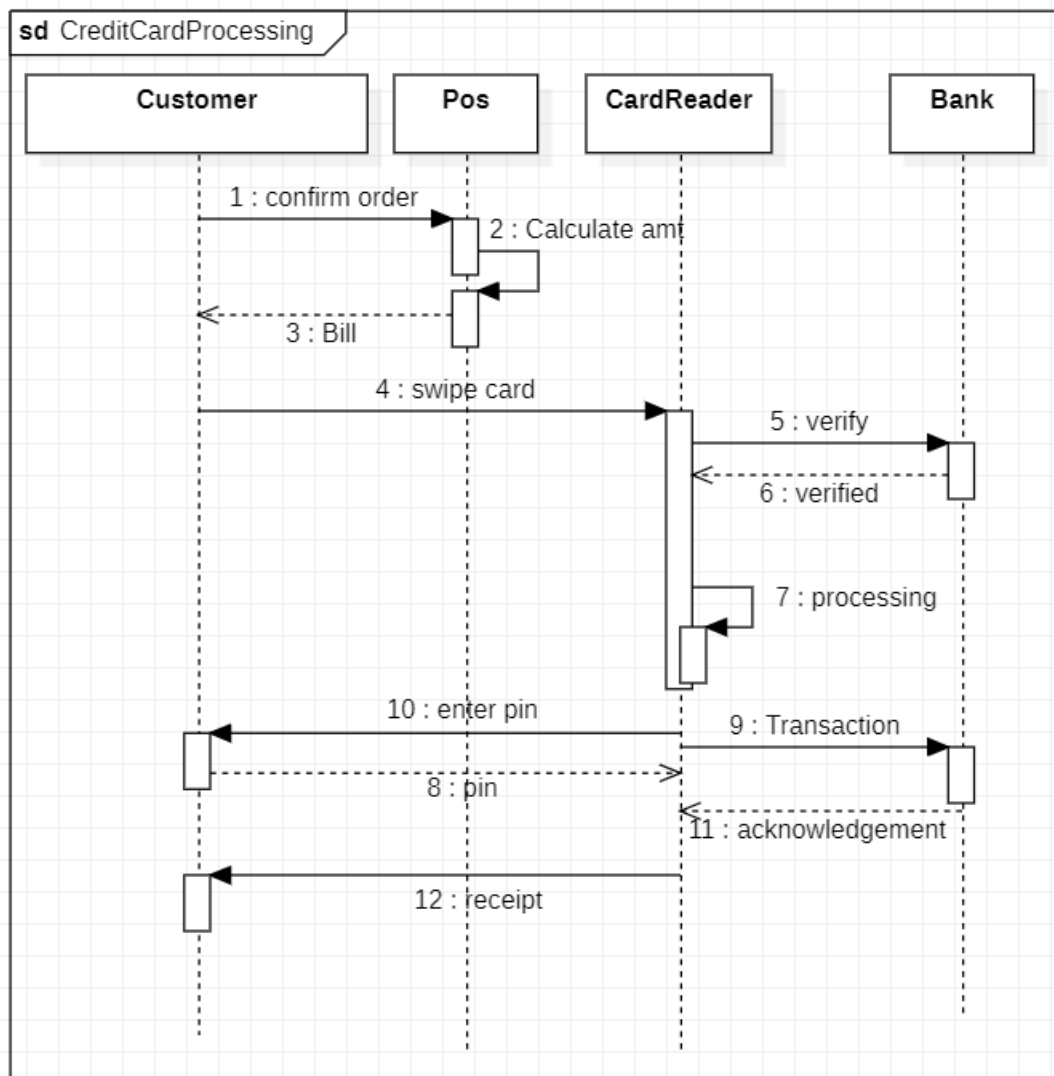 sd CreditCardProcessing
Customer
Pos
CardReader
Bank
1 : confirm order
2 : Calculate amt
3 : Bill
4 : swipe card
5 : verify
6 : verified
7 : processing
10 : enter pin
9 : Transaction
8 : pin
11 : acknowledgement
12 : receipt